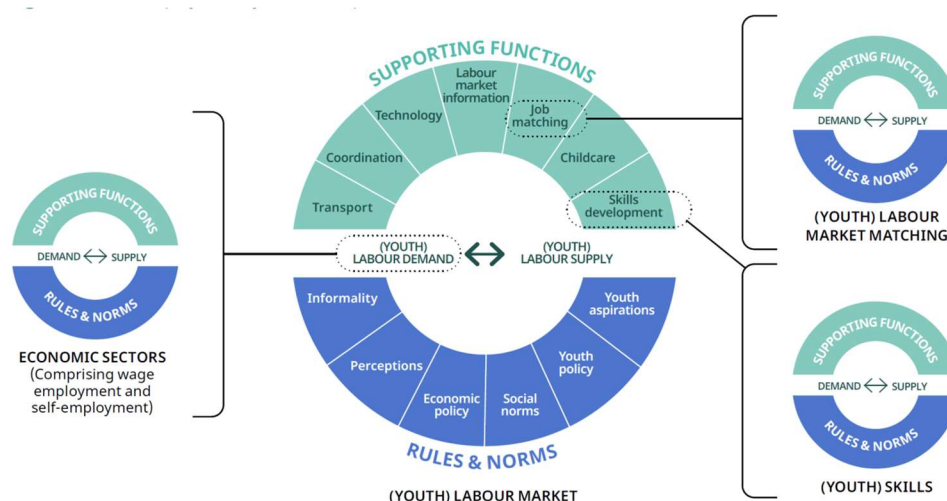 SUPPORTING FUNCTIONS
DEMAND ↔ SUPPLY
RULES & NORMS
ECONOMIC SECTORS
(Comprising wage
employment and
self-employment)
SUPPORTING FUNCTIONS
Transport
Coordination
Technology
Labour
market
information
Job
matching
Childcare
Skills
development
(YOUTH)
LABOUR DEMAND
(YOUTH)
LABOUR SUPPLY
Informality
Perceptions
Economic
policy
Social
norms
Youth
policy
Youth
aspirations
RULES & NORMS
(YOUTH) LABOUR MARKET
SUPPORTING FUNCTIONS
DEMAND ↔ SUPPLY
RULES & NORMS
(YOUTH) LABOUR
MARKET MATCHING
SUPPORTING FUNCTIONS
DEMAND ↔ SUPPLY
RULES & NORMS
(YOUTH) SKILLS